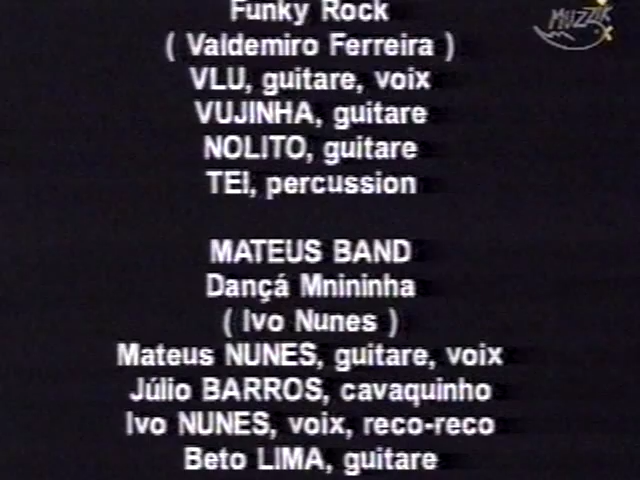 MUZZIK
Funky Rock
( Valdemiro Ferreira )
VLU, guitare, voix
VUJINHA, guitare
NOLITO, guitare
TEI, percussion
MATEUS BAND
Dançá Mnininha
( Ivo Nunes )
Mateus NUNES, guitare, voix
Júlio BARROS, cavaquinho
Ivo NUNES, voix, reco-reco
Beto LIMA, guitare